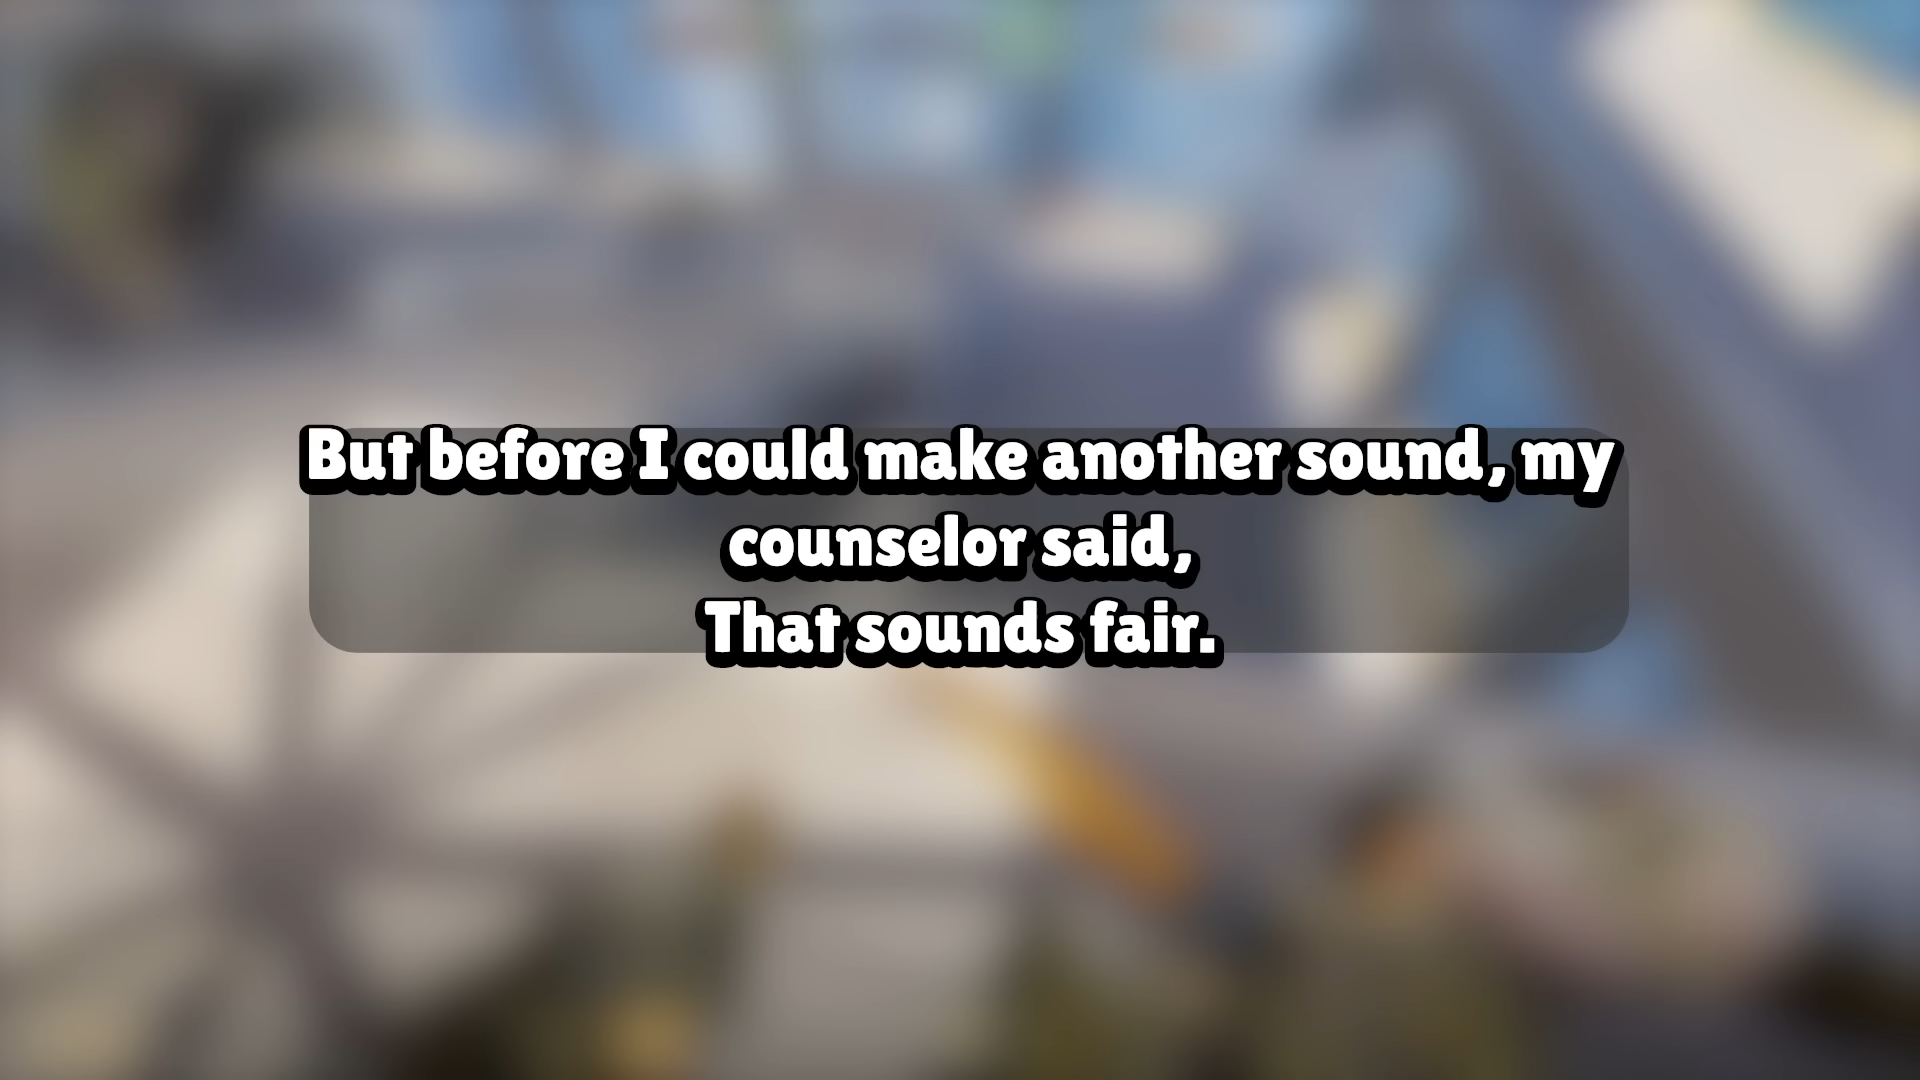 But before I could make another sound, my
counselor said,
That sounds fair.